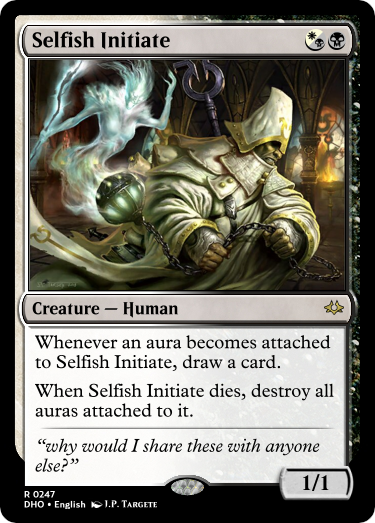 Selfish Initiate
Creature — Human
Whenever an aura becomes attached
to Selfish Initiate, draw a card.
When Selfish Initiate dies, destroy all
auras attached to it.
“why would I share these with anyone
else?”
1/1
R 0247
DHO • English J.P. Targete